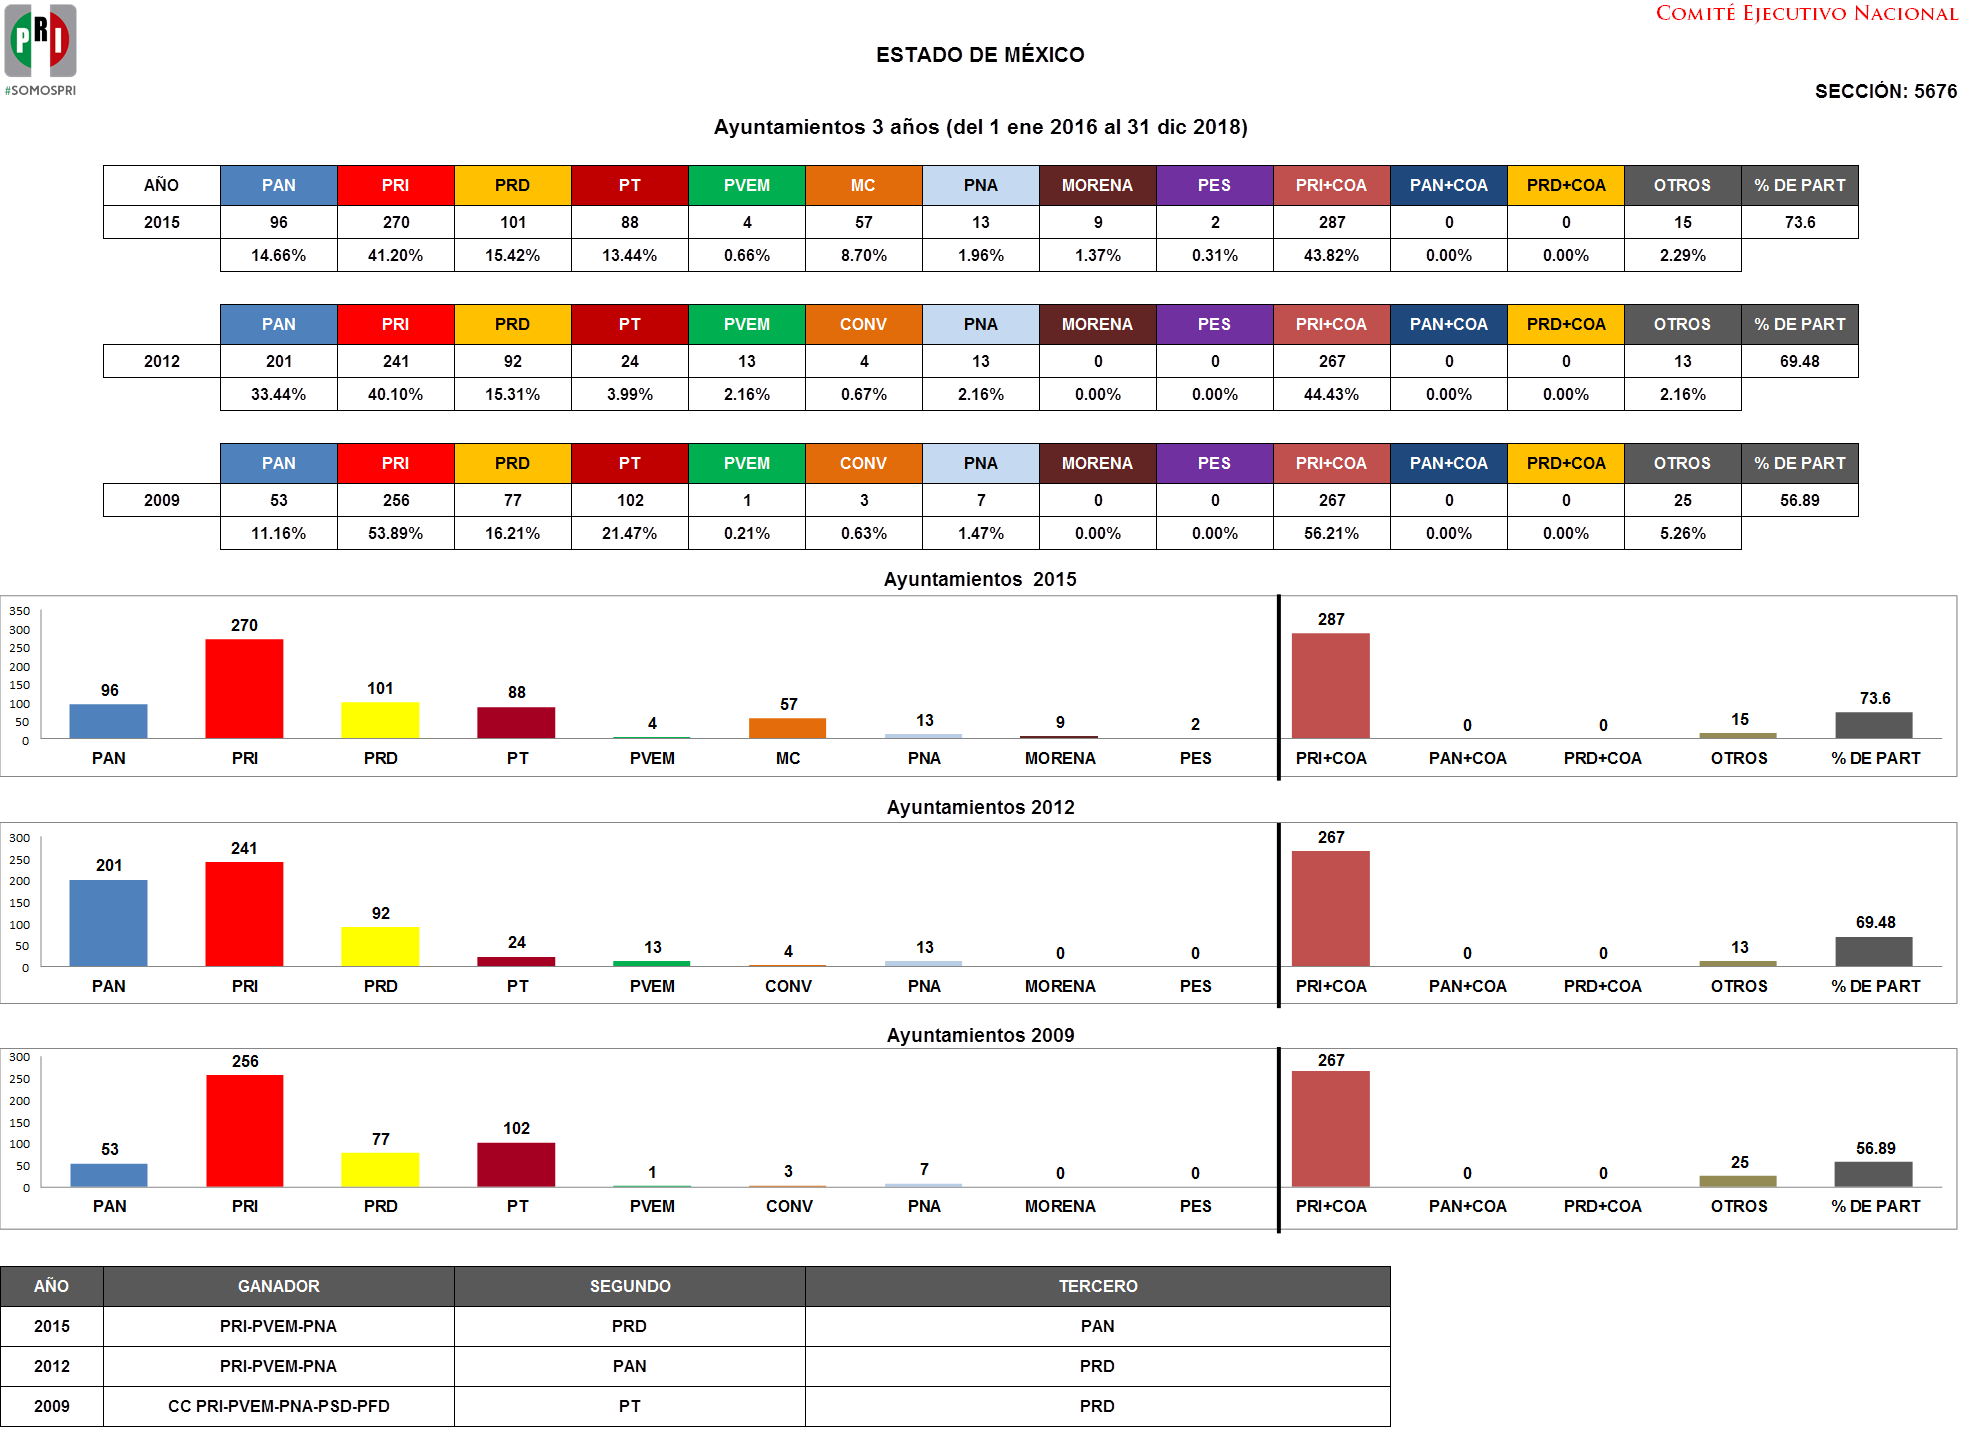 COMITÉ EJECUTIVO NACIONAL
PRI
#SOMOSPRI
ESTADO DE MÉXICO
SECCIÓN: 5676
Ayuntamientos 3 años (del 1 ene 2016 al 31 dic 2018)
AÑO PAN PRI PRD PT PVEM MC PNA MORENA PES PRI+COA PAN+COA PRD+COA OTROS % DE PART
2015 96 270 101 88 4 57 13 9 2 287 0 0 15 73.6
14.66% 41.20% 15.42% 13.44% 0.66% 8.70% 1.96% 1.37% 0.31% 43.82% 0.00% 0.00% 2.29%
PAN PRI PRD PT PVEM CONV PNA MORENA PES PRI+COA PAN+COA PRD+COA OTROS % DE PART
2012 201 241 92 24 13 4 13 0 0 267 0 0 13 69.48
33.44% 40.10% 15.31% 3.99% 2.16% 0.67% 2.16% 0.00% 0.00% 44.43% 0.00% 0.00% 2.16%
PAN PRI PRD PT PVEM CONV PNA MORENA PES PRI+COA PAN+COA PRD+COA OTROS % DE PART
2009 53 256 77 102 1 3 7 0 0 267 0 0 25 56.89
11.16% 53.89% 16.21% 21.47% 0.21% 0.63% 1.47% 0.00% 0.00% 56.21% 0.00% 0.00% 5.26%
Ayuntamientos 2015
350
300
250
200
150
100
50
0
96 270 101 88 4 57 13 9 2 287 0 0 15 73.6
PAN PRI PRD PT PVEM MC PNA MORENA PES PRI+COA PAN+COA PRD+COA OTROS % DE PART
Ayuntamientos 2012
300
250
200
150
100
50
0
201 241 92 24 13 4 13 0 0 267 0 0 13 69.48
PAN PRI PRD PT PVEM CONV PNA MORENA PES PRI+COA PAN+COA PRD+COA OTROS % DE PART
Ayuntamientos 2009
300
250
200
150
100
50
0
53 256 77 102 1 3 7 0 0 267 0 0 25 56.89
PAN PRI PRD PT PVEM CONV PNA MORENA PES PRI+COA PAN+COA PRD+COA OTROS % DE PART
AÑO GANADOR SEGUNDO TERCERO
2015 PRI-PVEM-PNA PRD PAN
2012 PRI-PVEM-PNA PAN PRD
2009 CC PRI-PVEM-PNA-PSD-PFD PT PRD